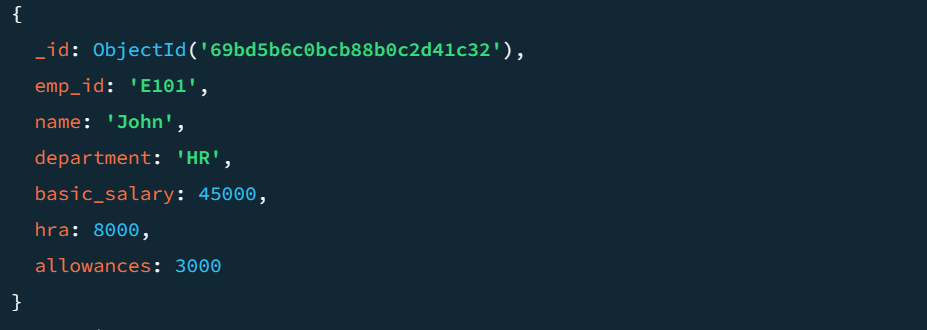 {
_id: ObjectId('69bd5b6c0bcb88b0c2d41c32'),
emp_id: 'E101',
name: 'John',
department: 'HR',
basic_salary: 45000,
hra: 8000,
allowances: 3000
}